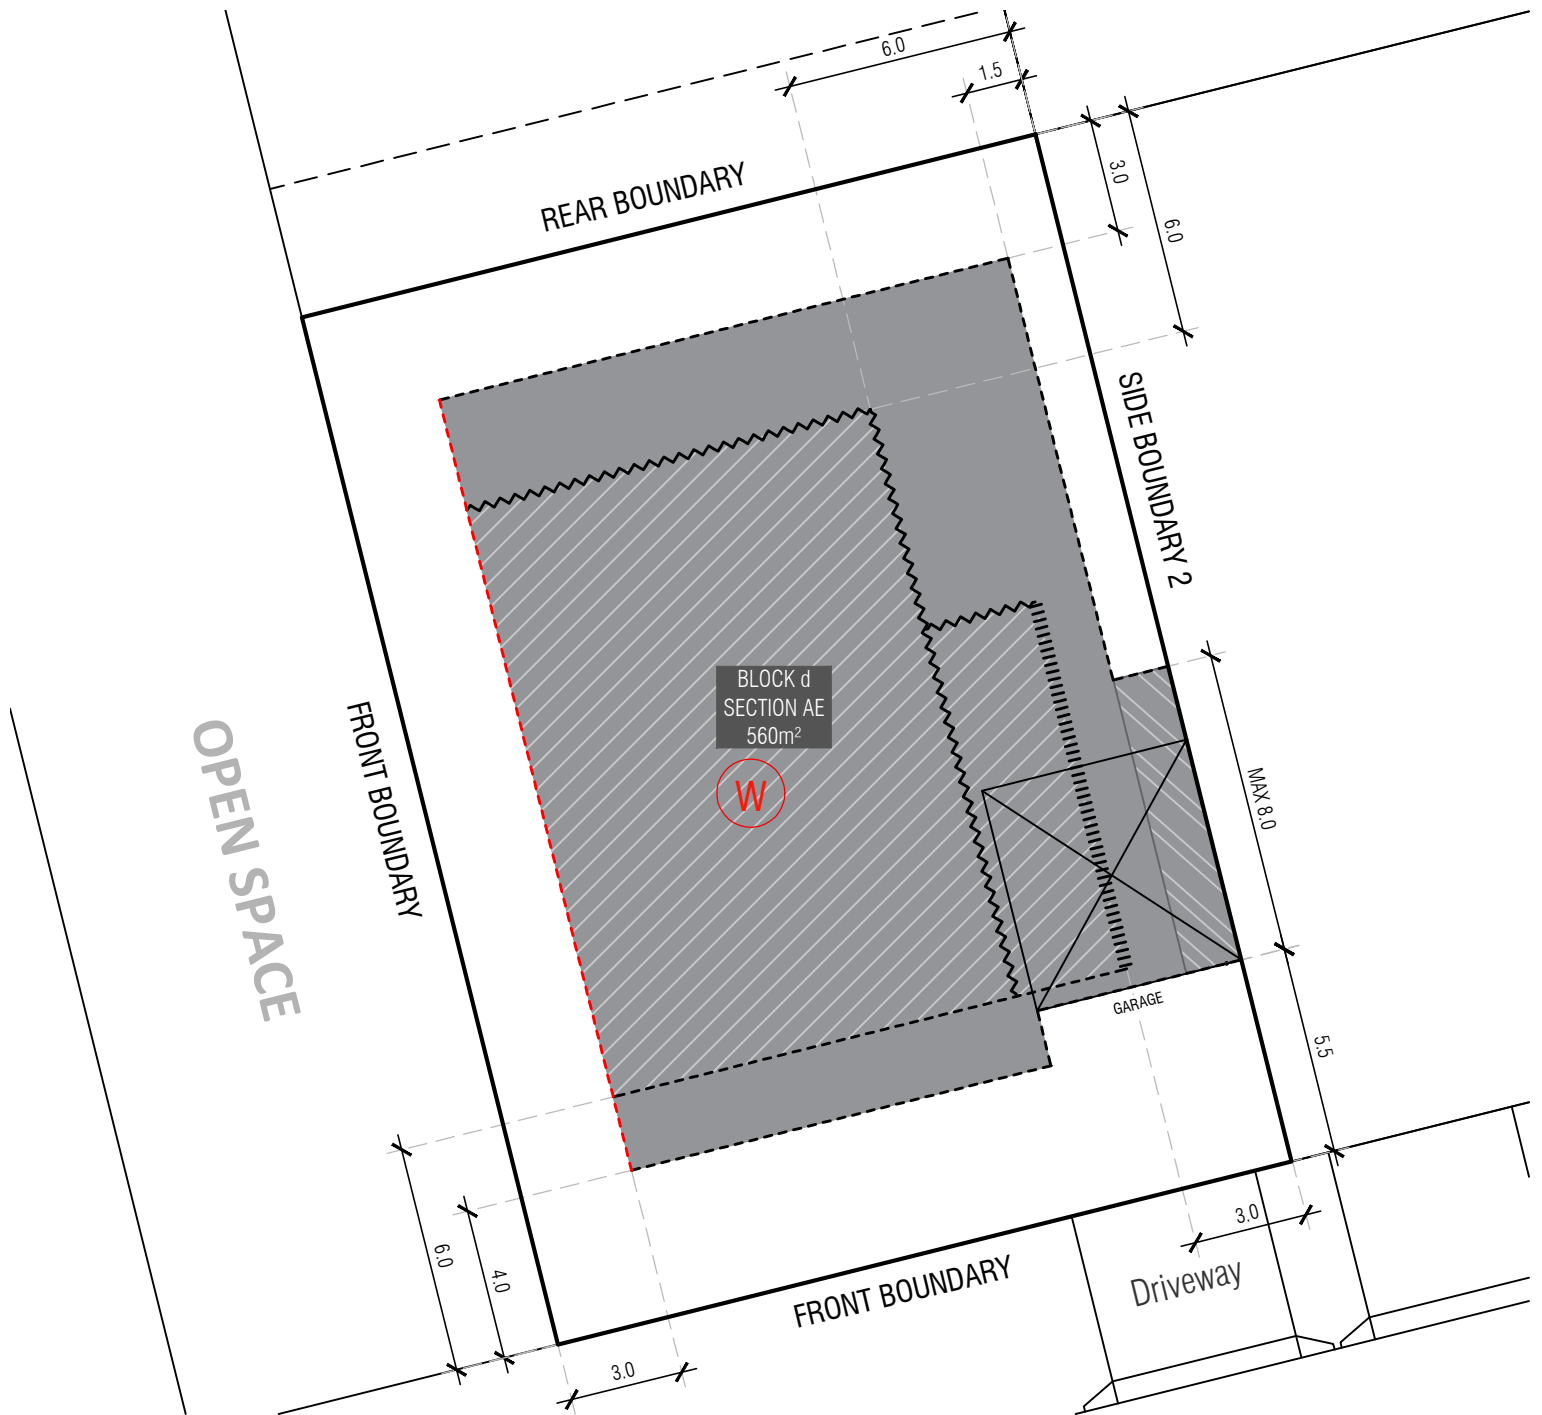 6.0
1.5
3.0
6.0
REAR BOUNDARY
SIDE BOUNDARY 2
BLOCK d
SECTION AE
560m²
W
FRONT BOUNDARY
OPEN SPACE
MAX 8.0
GARAGE
5.5
6.0
4.0
3.0
FRONT BOUNDARY
Driveway
3.0